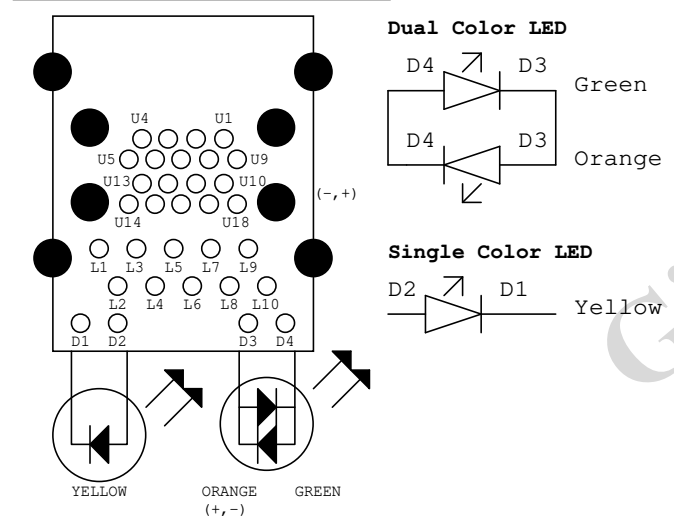 Dual Color LED
D4 D3 Green
D4 D3 Orange
U4 U1
U5 U9
U13 U10
(-,+)
U14 U18
Single Color LED
D2 D1 Yellow
L1 L3 L5 L7 L9
L2 L4 L6 L8 L10
D1 D2 D3 D4
YELLOW ORANGE GREEN
(+,-)